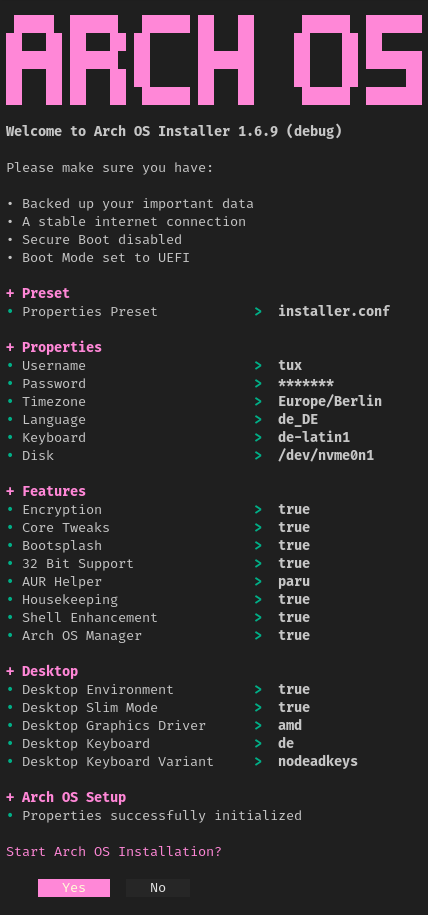 ARCH OS
Welcome to Arch OS Installer 1.6.9 (debug)
Please make sure you have:
• Backed up your important data
• A stable internet connection
• Secure Boot disabled
• Boot Mode set to UEFI
+ Preset
• Properties Preset > installer.conf
+ Properties
• Username > tux
• Password > *******
• Timezone > Europe/Berlin
• Language > de_DE
• Keyboard > de-latin1
• Disk > /dev/nvme0n1
+ Features
• Encryption > true
• Core Tweaks > true
• Bootsplash > true
• 32 Bit Support > true
• AUR Helper > paru
• Housekeeping > true
• Shell Enhancement > true
• Arch OS Manager > true
+ Desktop
• Desktop Environment > true
• Desktop Slim Mode > true
• Desktop Graphics Driver > amd
• Desktop Keyboard > de
• Desktop Keyboard Variant > nodeadkeys
+ Arch OS Setup
• Properties successfully initialized
Start Arch OS Installation?
Yes No